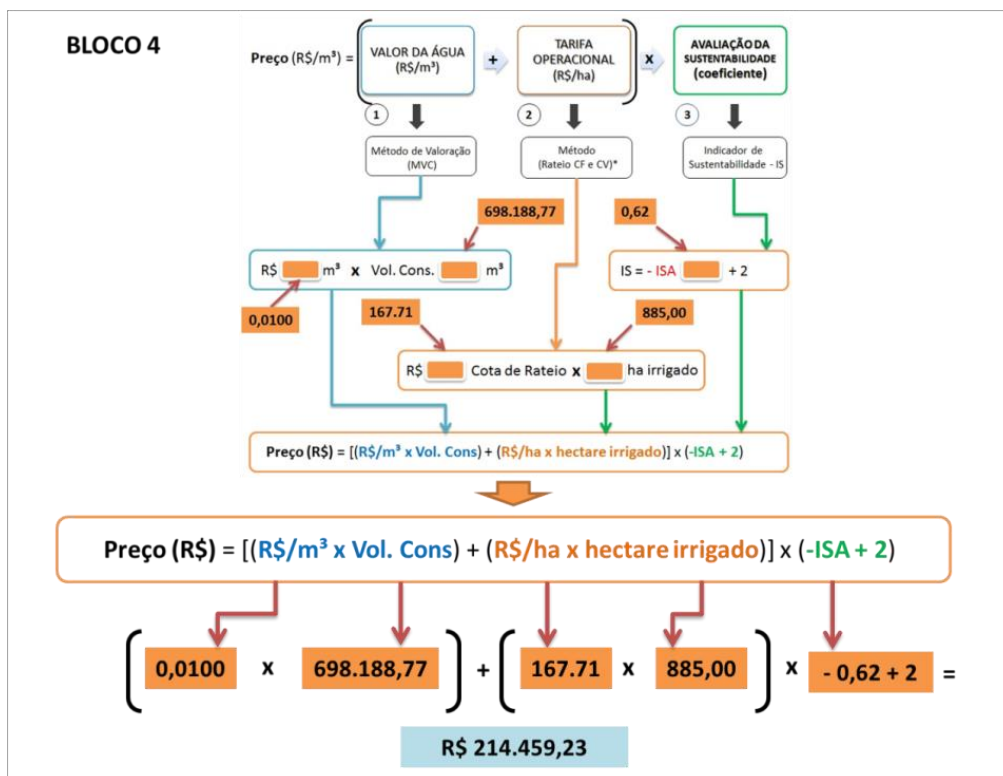 BLOCO 4
Preço (R$/m³) = ( VALOR DA ÁGUA (R$/m³) + TARIFA OPERACIONAL (R$/ha) ) x AVALIAÇÃO DA SUSTENTABILIDADE (coeficiente)
1
2
3
Método de Valoração
(MVC)
Método
(Rateio CF e CV)*
Indicador de
Sustentabilidade - IS
698.188,77
0,62
R$ m³ x Vol. Cons. m³
IS = - ISA + 2
0,0100
167.71
885,00
R$ Cota de Rateio x ha irrigado
Preço (R$) = [(R$/m³ x Vol. Cons) + (R$/ha x hectare irrigado)] x (-ISA + 2)
Preço (R$) = [(R$/m³ x Vol. Cons) + (R$/ha x hectare irrigado)] x (-ISA + 2)
( 0,0100 x 698.188,77 ) + ( 167.71 x 885,00 ) x - 0,62 + 2 =
R$ 214.459,23